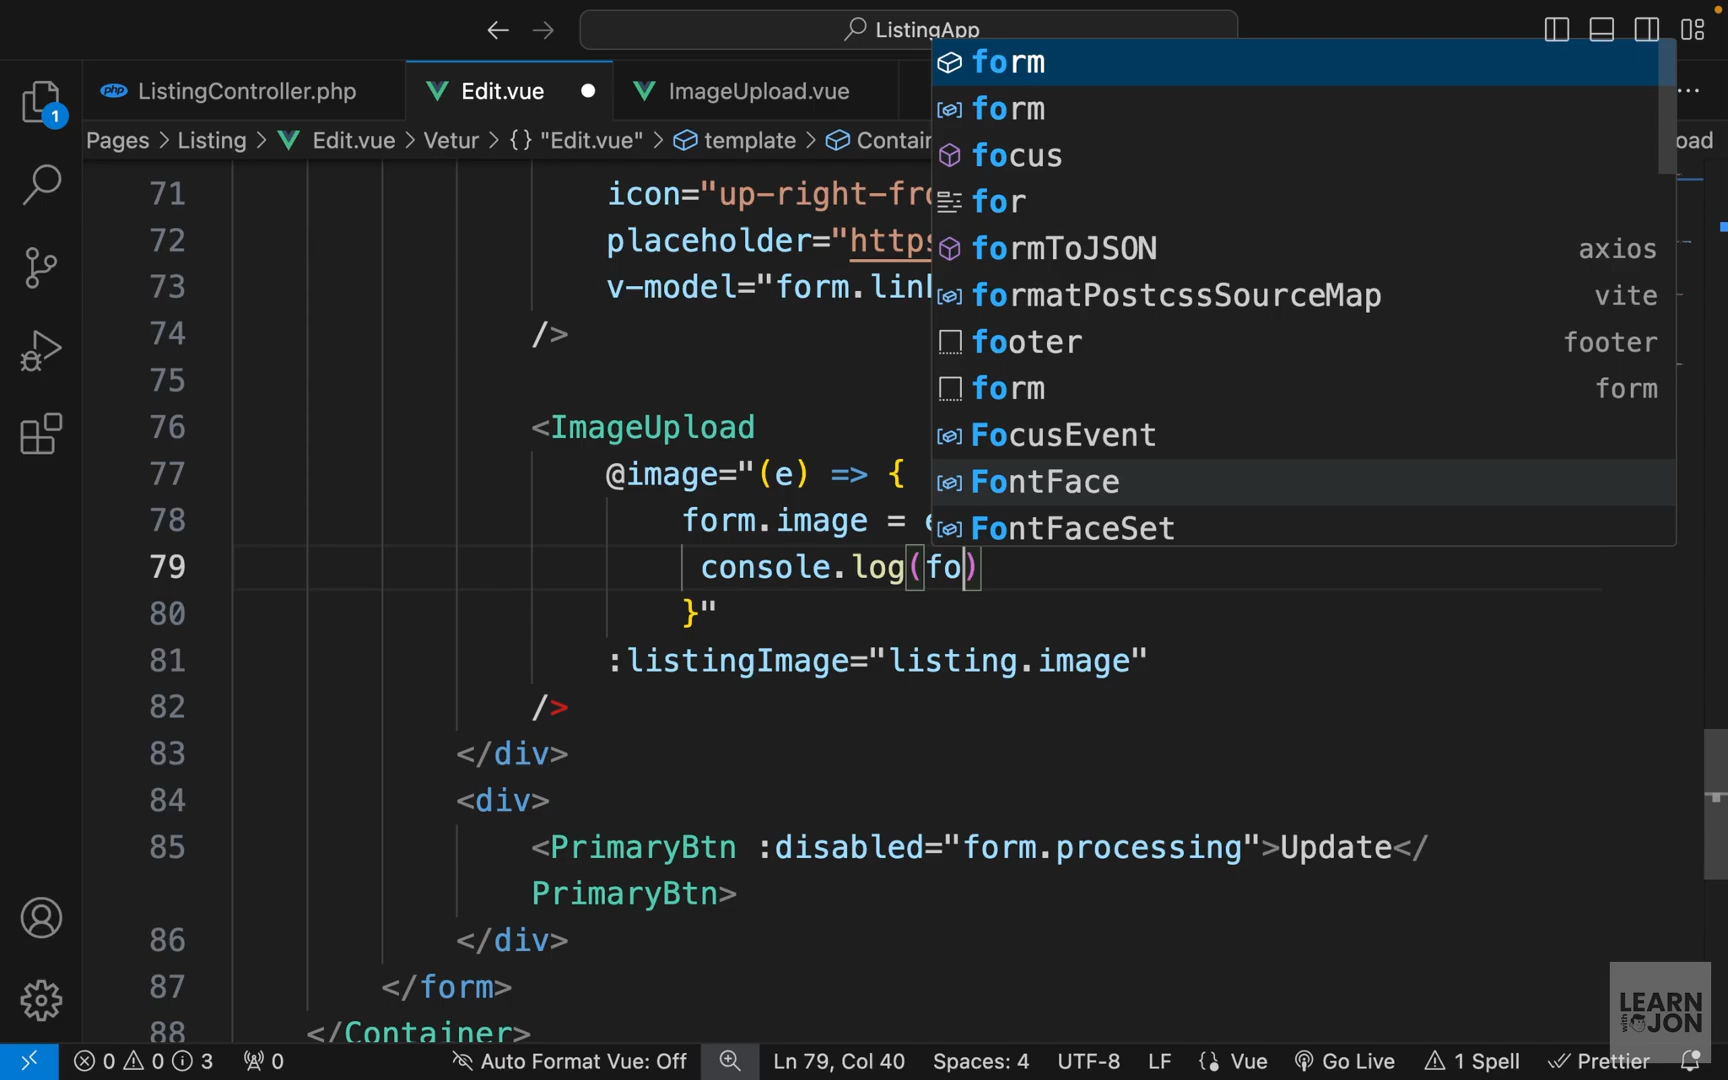 ListingApp
ListingController.php
Edit.vue
ImageUpload.vue
Pages > Listing > Edit.vue > Vetur > {} "Edit.vue" > template > Contain
oad
form
form
focus
for
formToJSON axios
formatPostcssSourceMap vite
footer footer
form form
FocusEvent
FontFace
FontFaceSet
1
71 icon="up-right-fro
72 placeholder="https
73 v-model="form.link
74 />
75
76 <ImageUpload
77 @image="(e) => {
78 form.image = e
79 console.log(fo)
80 }"
81 :listingImage="listing.image"
82 />
83 </div>
84 <div>
85 <PrimaryBtn :disabled="form.processing">Update</
PrimaryBtn>
86 </div>
87 </form>
88 </Container>
LEARN
with
JON
0 0 3 0 Auto Format Vue: Off Ln 79, Col 40 Spaces: 4 UTF-8 LF {} Vue Go Live 1 Spell Prettier